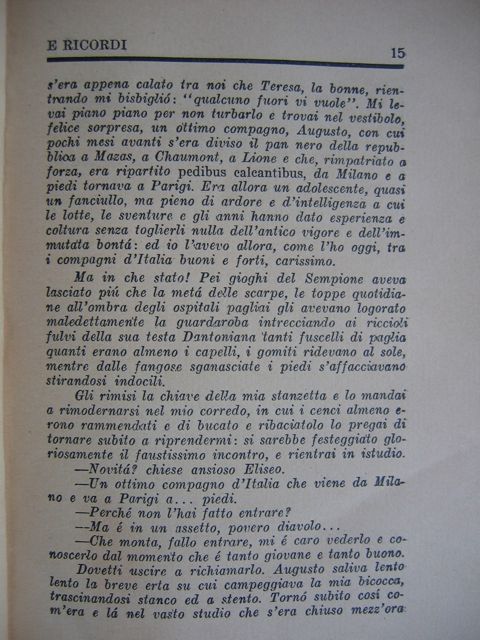 E RICORDI
15
s'era appena calato tra noi che Teresa, la bonne, rien-
trando mi bisbiglió: "qualcuno fuori vi vuole". Mi le-
vai piano piano per non turbarlo e trovai nel vestibolo,
felice sorpresa, un ottimo compagno, Augusto, con cui
pochi mesi avanti s'era diviso il pan nero della repub-
blica a Mazas, a Chaumont, a Lione e che, rimpatriato a
forza, era ripartito pedibus calcantibus, da Milano e a
piedi tornava a Parigi. Era allora un adolescente, quasi
un fanciullo, ma pieno di ardore e d'intelligenza a cui
le lotte, le sventure e gli anni hanno dato esperienza e
coltura senza toglierli nulla dell'antico vigore e dell'im-
mutata bontá: ed io l'avevo allora, come l'ho oggi, tra
i compagni d'Italia buoni e forti, carissimo.
Ma in che stato! Pei gioghi del Sempione aveva
lasciato piú che la metá delle scarpe, le toppe quotidia-
ne all'ombra degli ospitali pagliai gli avevano logorato
maledettamente la guardaroba intrecciando ai riccioli
fulvi della sua testa Dantoniana tanti fuscelli di paglia
quanti erano almeno i capelli, i gomiti ridevano al sole,
mentre dalle fangose sganasciate i piedi s'affacciavano
stirandosi indocili.
Gli rimisi la chiave della mia stanzetta e lo mandai
a rimodernarsi nel mio corredo, in cui i cenci almeno e-
rono rammendati e di bucato e ribaciatolo lo pregai di
tornare subito a riprendermi: si sarebbe festeggiato glo-
riosamente il faustissimo incontro, e rientrai in istudio.
—Novitá? chiese ansioso Eliseo.
—Un ottimo compagno d'Italia che viene da Mila-
no e va a Parigi a... piedi.
—Perché non l'hai fatto entrare?
—Ma é in un assetto, povero diavolo...
—Che monta, fallo entrare, mi é caro vederlo e co-
noscerlo dal momento che é tanto giovane e tanto buono.
Dovetti uscire a richiamarlo. Augusto saliva lento
lento la breve erta su cui campeggiava la mia bicocca,
trascinandosi stanco ed a stento. Tornó subito cosi co-
m'era e lá nel vasto studio che s'era chiuso mezz'ora